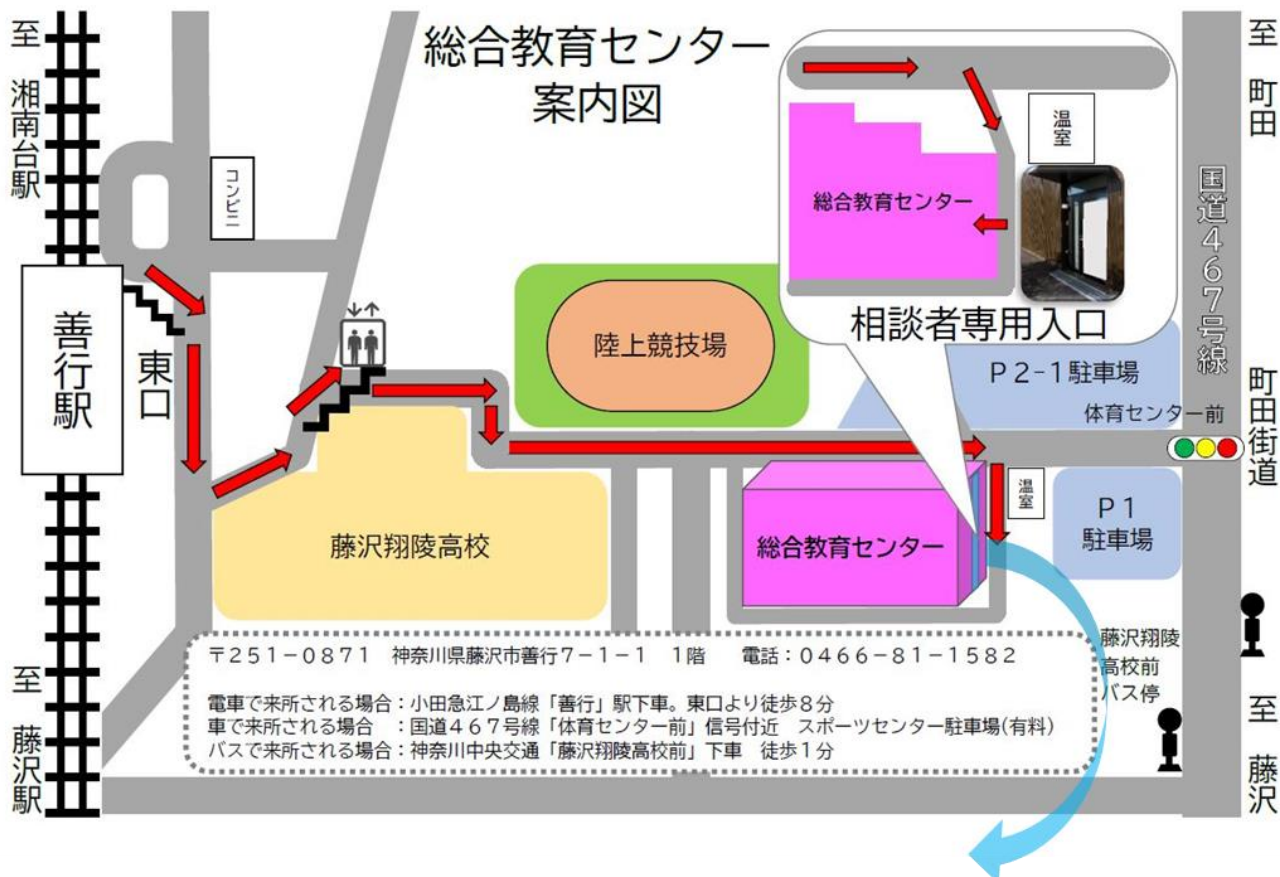 総合教育センター
案内図
至 湘南台駅
コンビニ
善行駅
東口
陸上競技場
藤沢翔陵高校
総合教育センター
温室
相談者専用入口
P2-1駐車場
体育センター前
総合教育センター
温室
P1
駐車場
至 町田
国道467号線
町田街道
藤沢翔陵
高校前
バス停
至 藤沢
至 藤沢駅
〒251-0871 神奈川県藤沢市善行7-1-1 1階 電話:0466-81-1582
電車で来所される場合:小田急江ノ島線「善行」駅下車。東口より徒歩8分
車で来所される場合 :国道467号線「体育センター前」信号付近 スポーツセンター駐車場(有料)
バスで来所される場合:神奈川中央交通「藤沢翔陵高校前」下車 徒歩1分